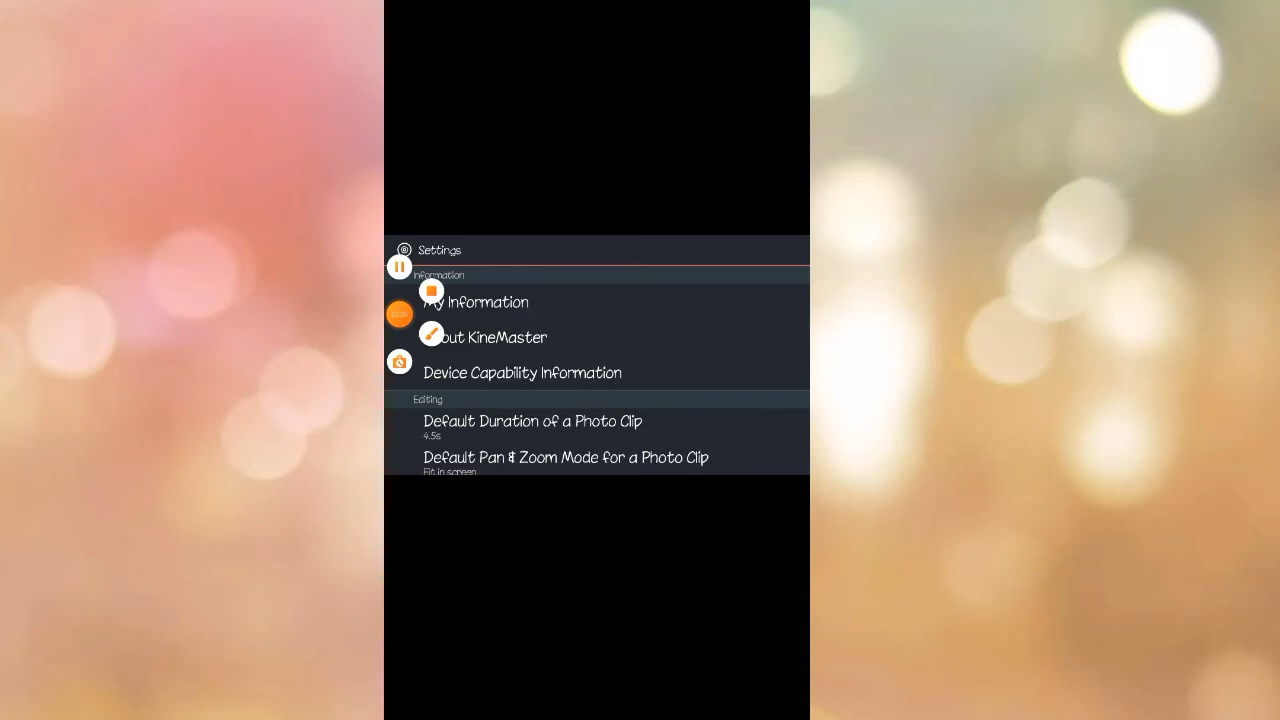 Settings
Information
My Information
out KineMaster
Device Capability Information
Editing
Default Duration of a Photo Clip
4.5s
Default Pan & Zoom Mode for a Photo Clip
Fit in screen